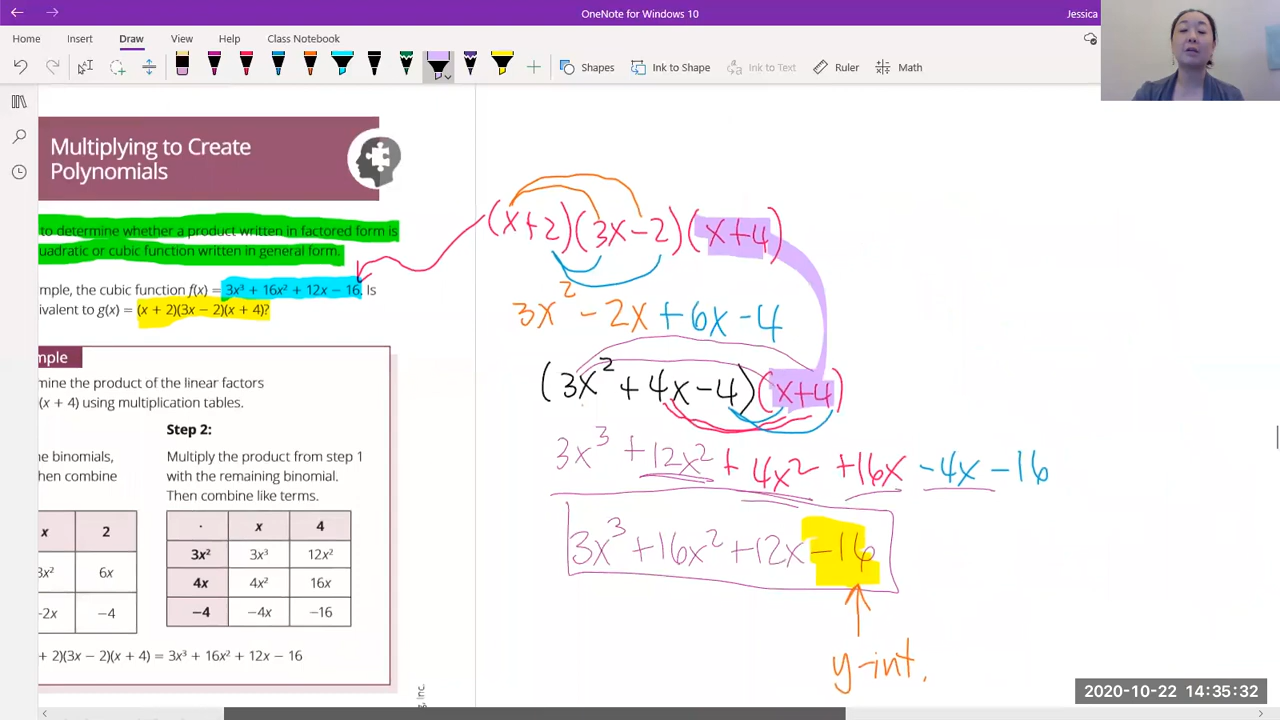 OneNote for Windows 10
Jessica
Home Insert Draw View Help Class Notebook
Shapes Ink to Shape Ink to Text Ruler Math
Multiplying to Create
Polynomials
to determine whether a product written in factored form is
uadratic or cubic function written in general form.
mple, the cubic function f(x) = 3x³ + 16x² + 12x − 16. Is
ivalent to g(x) = (x + 2)(3x − 2)(x + 4)?
mple
mine the product of the linear factors
(x + 4) using multiplication tables.
he binomials,
hen combine
x 2
3x² 6x
−2x −4
Step 2:
Multiply the product from step 1
with the remaining binomial.
Then combine like terms.
· x 4
3x² 3x³ 12x²
4x 4x² 16x
−4 −4x −16
+ 2)(3x − 2)(x + 4) = 3x³ + 16x² + 12x − 16
, Inc.
(x+2)(3x-2)(x+4)
3x² - 2x + 6x - 4
(3x² + 4x - 4)(x+4)
3x³ + 12x² + 4x² + 16x - 4x - 16
3x³ + 16x² + 12x - 16
y-int.
2020-10-22 14:35:32